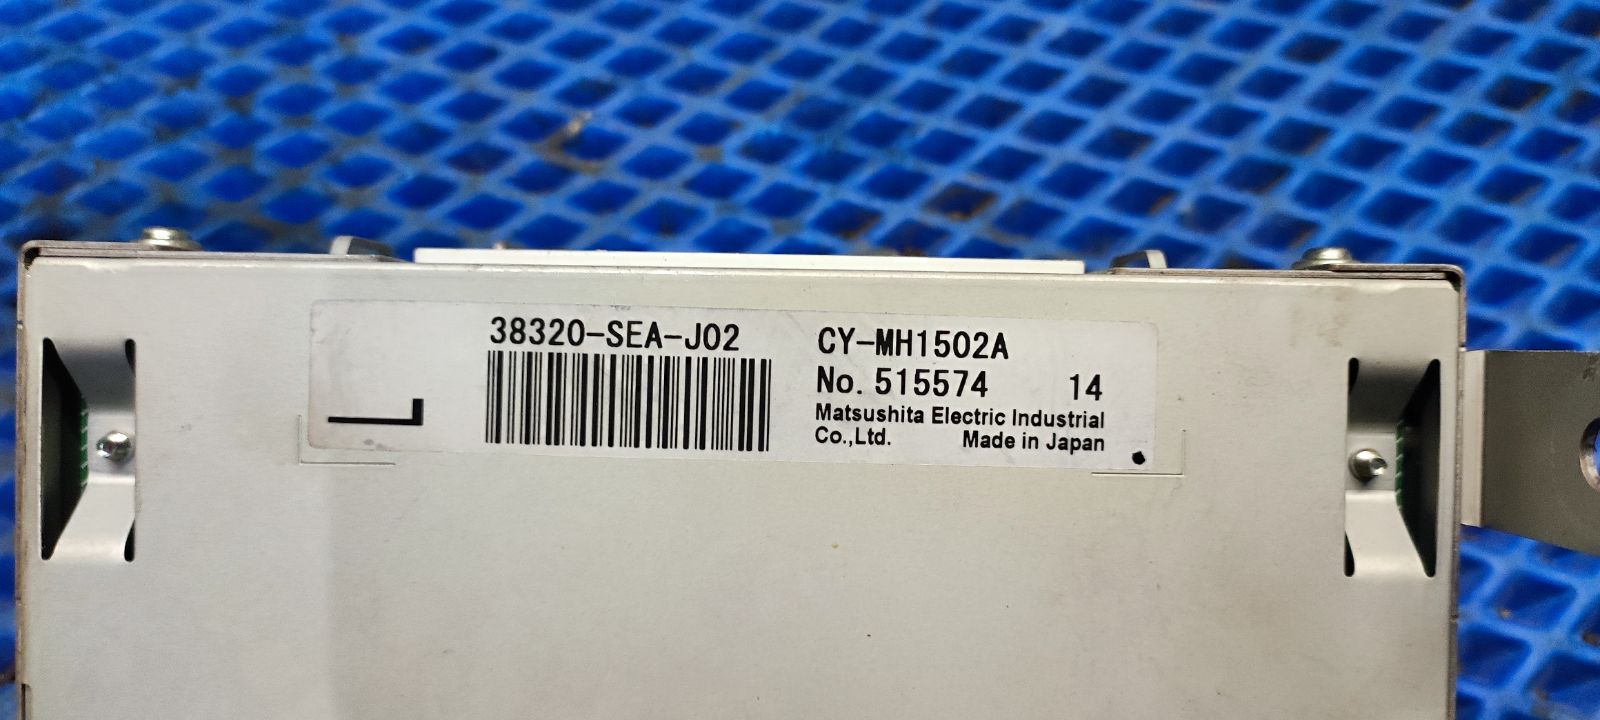 38320-SEA-J02
CY-MH1502A
No. 515574 14
Matsushita Electric Industrial
Co.,Ltd. Made in Japan
L